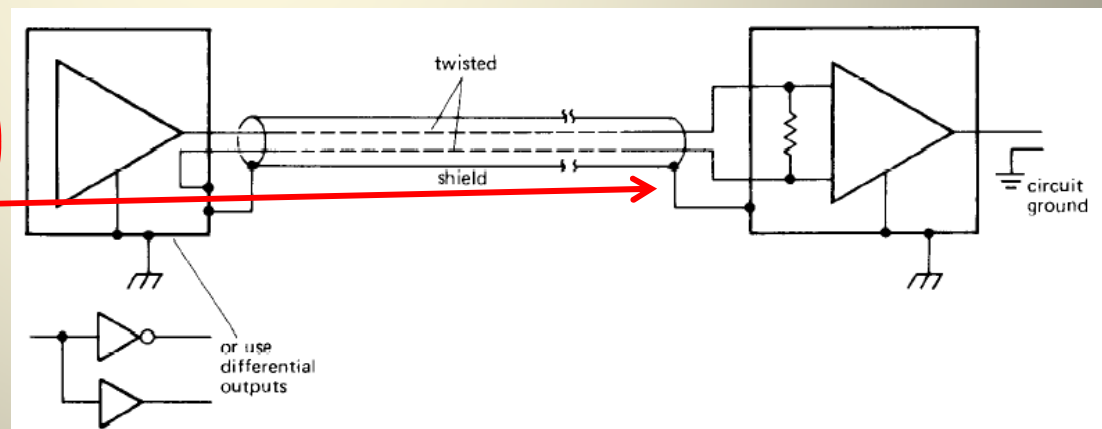 twisted
shield
circuit
ground
or use
differential
outputs